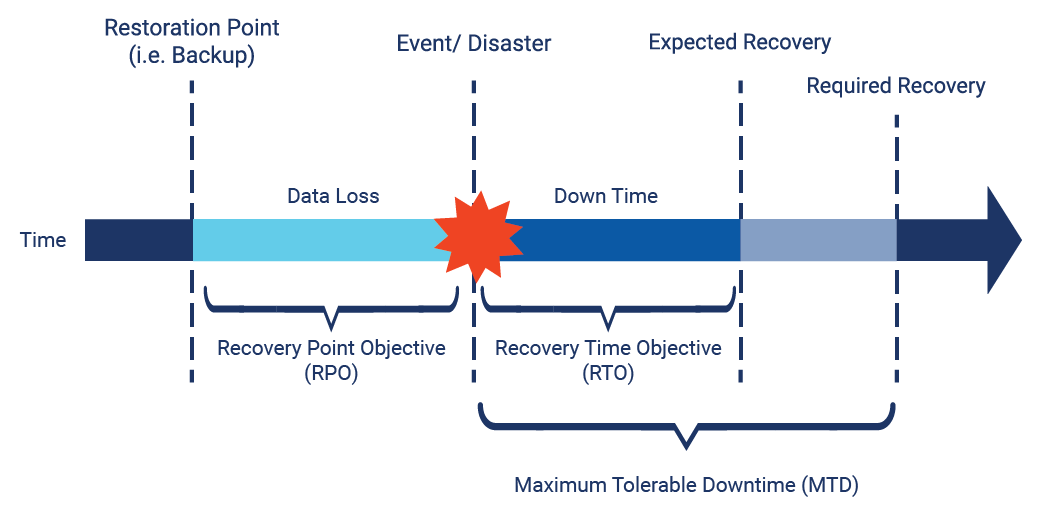 Restoration Point
(i.e. Backup)
Event/ Disaster
Expected Recovery
Required Recovery
Data Loss
Down Time
Time
Recovery Point Objective
(RPO)
Recovery Time Objective
(RTO)
Maximum Tolerable Downtime (MTD)